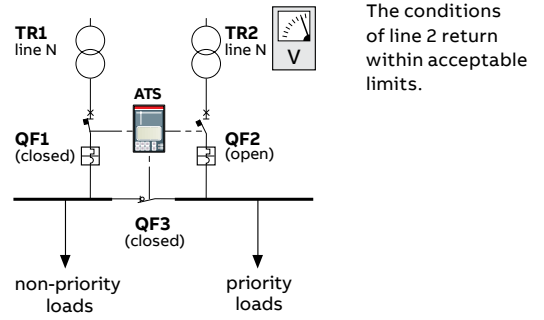 TR1
line N
TR2
line N
V
ATS
QF1
(closed)
QF2
(open)
QF3
(closed)
non-priority
loads
priority
loads
The conditions
of line 2 return
within acceptable
limits.